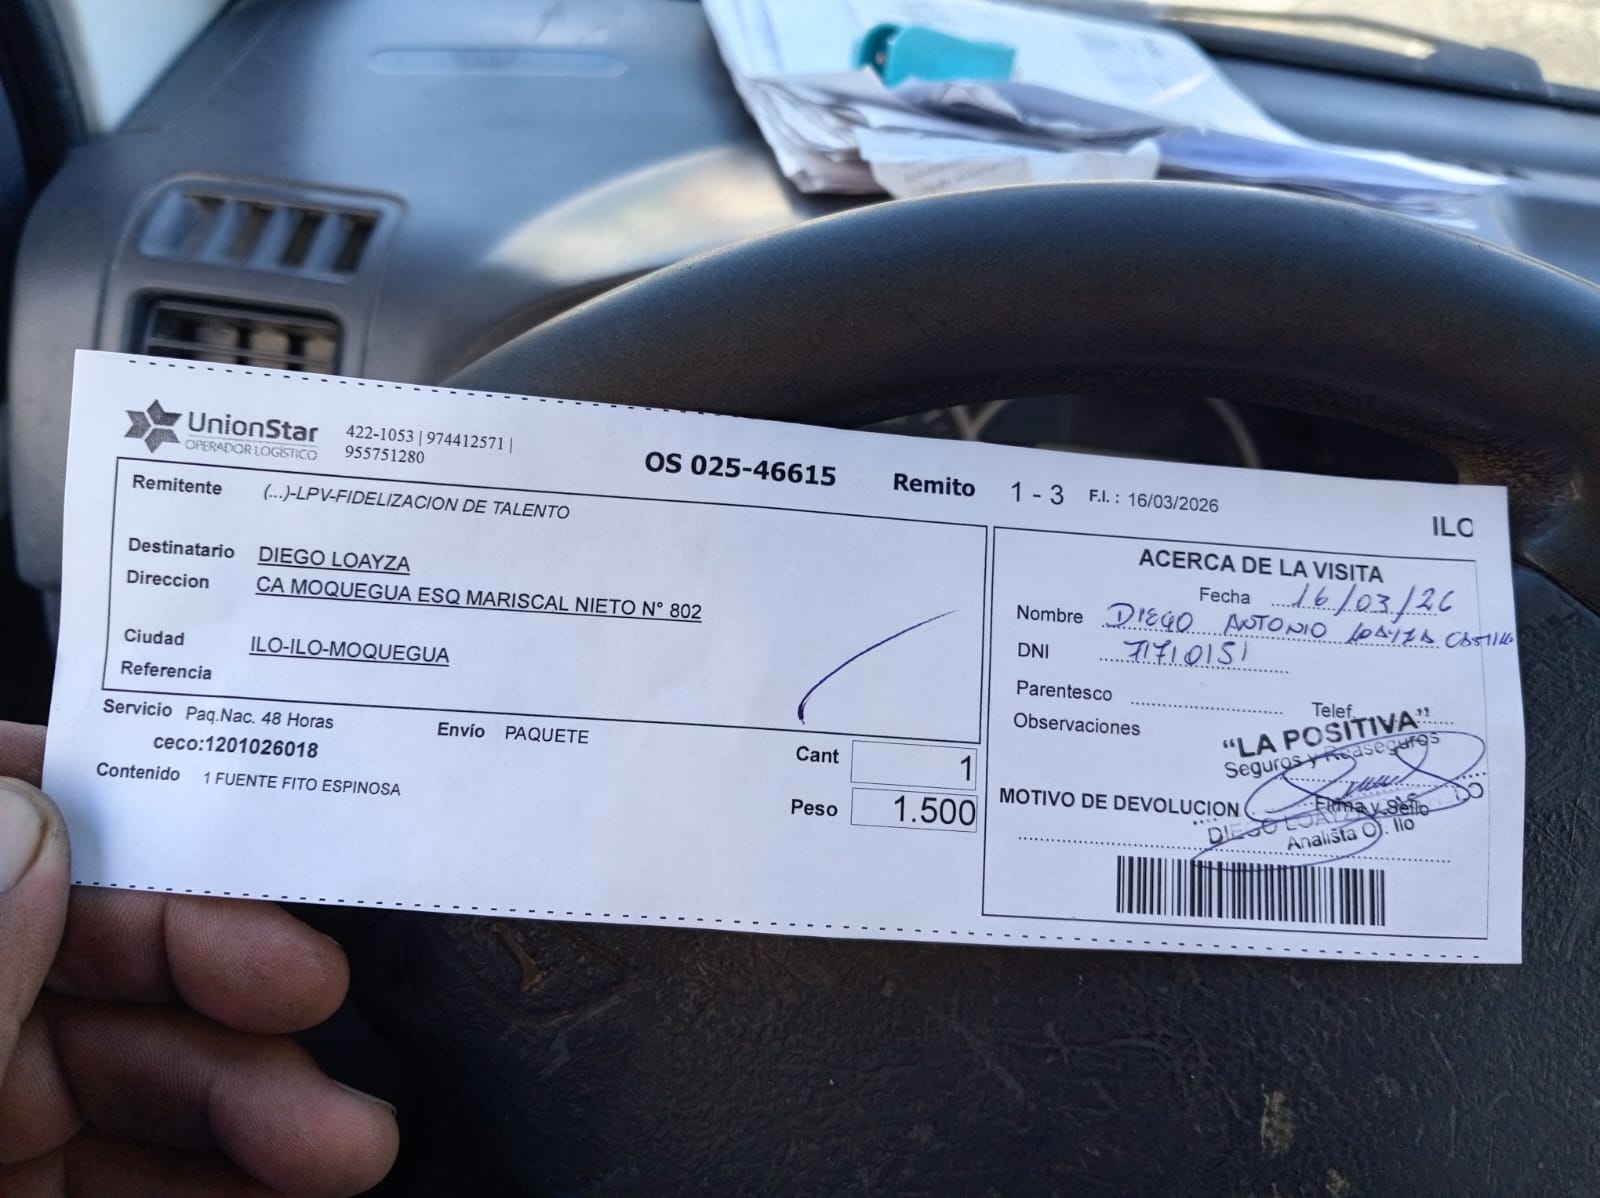 UnionStar
OPERADOR LOGÍSTICO
422-1053 | 974412571 |
955751280
OS 025-46615
Remito 1 - 3 F.I. : 16/03/2026
ILO
Remitente (...)-LPV-FIDELIZACION DE TALENTO
Destinatario DIEGO LOAYZA
Direccion CA MOQUEGUA ESQ MARISCAL NIETO N° 802
Ciudad ILO-ILO-MOQUEGUA
Referencia
Servicio Paq.Nac. 48 Horas
Envío PAQUETE
ceco:1201026018
Contenido 1 FUENTE FITO ESPINOSA
Cant 1
Peso 1.500
ACERCA DE LA VISITA
Fecha 16/03/26
Nombre DIEGO ANTONIO LOAYZA
DNI 71710151
Parentesco
Telef.
Observaciones
"LA POSITIVA"
Seguros y Reaseguros
MOTIVO DE DEVOLUCION
Firma y Sello
DIEGO LOAYZA
Analista O. Ilo